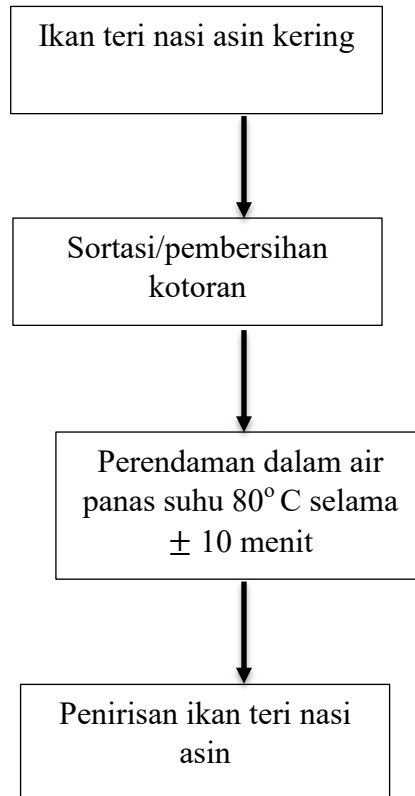 Ikan teri nasi asin kering
Sortasi/pembersihan
kotoran
Perendaman dalam air
panas suhu 80° C selama
± 10 menit
Penirisan ikan teri nasi
asin